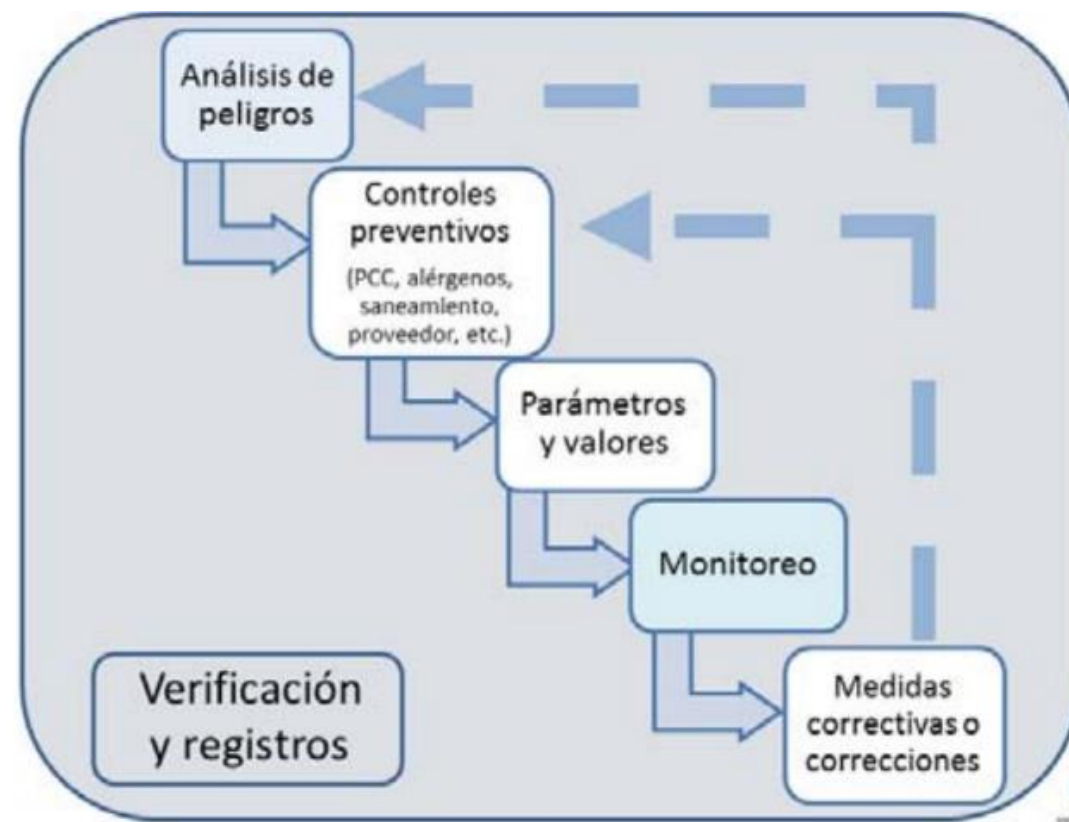 Análisis de
peligros
Controles
preventivos
(PCC, alérgenos,
saneamiento,
proveedor, etc.)
Parámetros
y valores
Monitoreo
Medidas
correctivas o
correcciones
Verificación
y registros